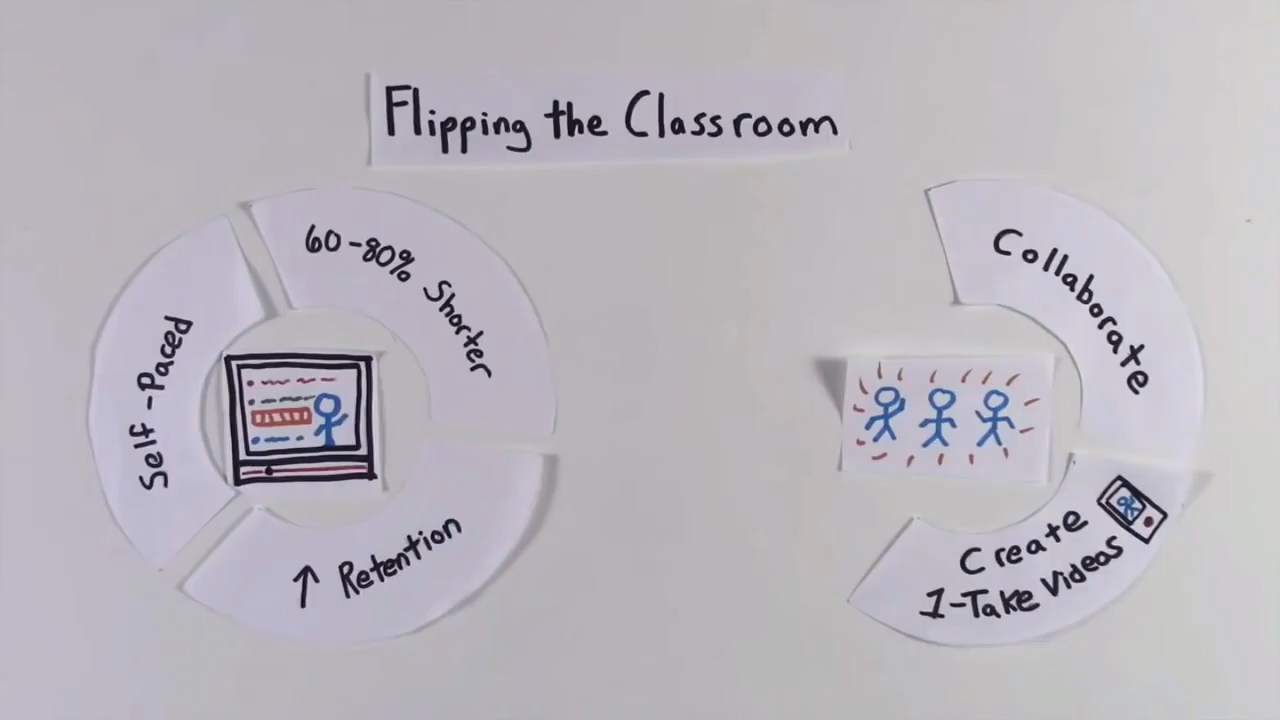 Flipping the Classroom
60-80% Shorter
Self-Paced
↑ Retention
Collaborate
Create
1-Take Videos